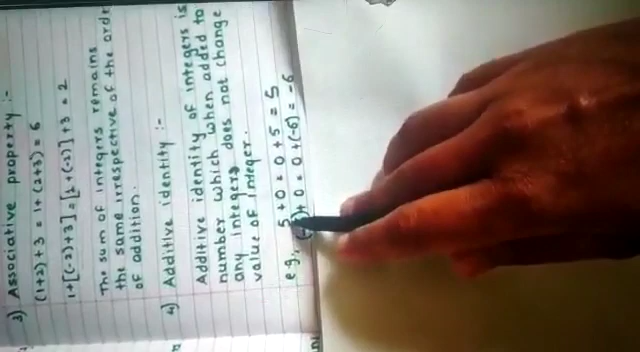 3) Associative property :-
(1+2)+3 = 1+(2+3) = 6
1+[(-2)+3] = [1+(-2)]+3 = 2
The sum of integers remains
the same irrespective of the order
of addition.
4) Additive identity :-
Additive identity of integers is
number which when added to
any integers does not change
value of Integer.
eg, 5+0 = 0+5 = 5
+0 = 0+(-6) = -6